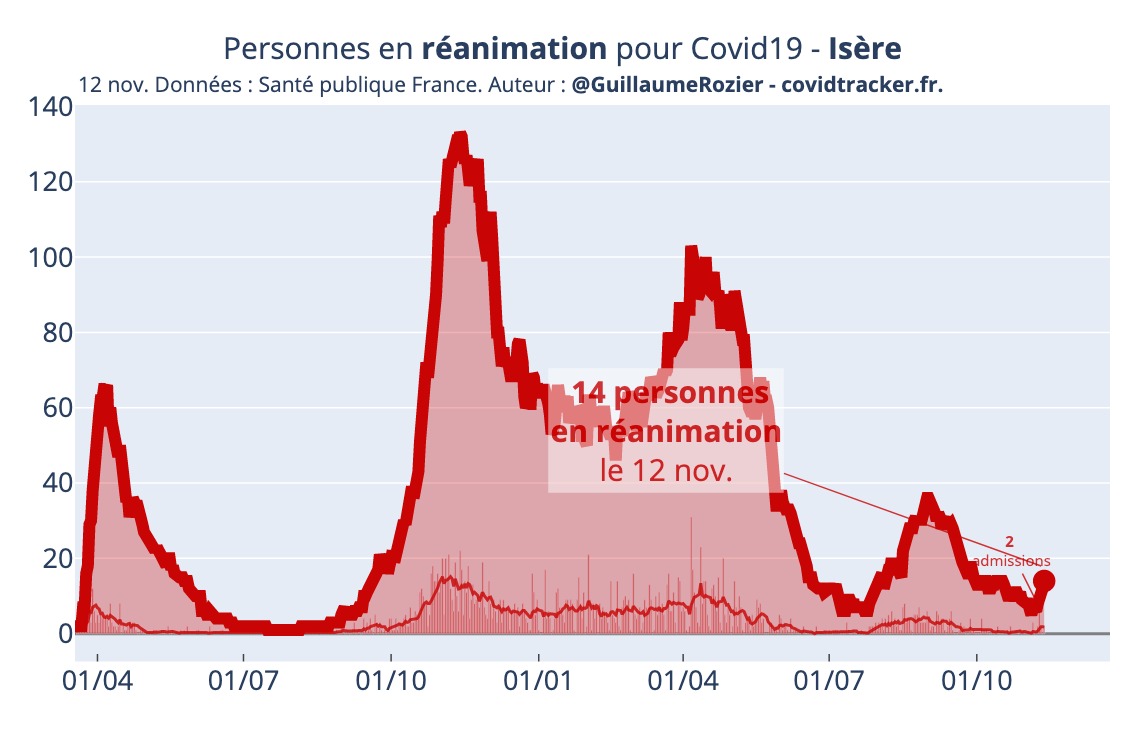 Personnes en réanimation pour Covid19 - Isère
12 nov. Données : Santé publique France. Auteur : @GuillaumeRozier - covidtracker.fr.
140
120
100
80
60
40
20
0
14 personnes
en réanimation
le 12 nov.
2
admissions
01/04
01/07
01/10
01/01
01/04
01/07
01/10